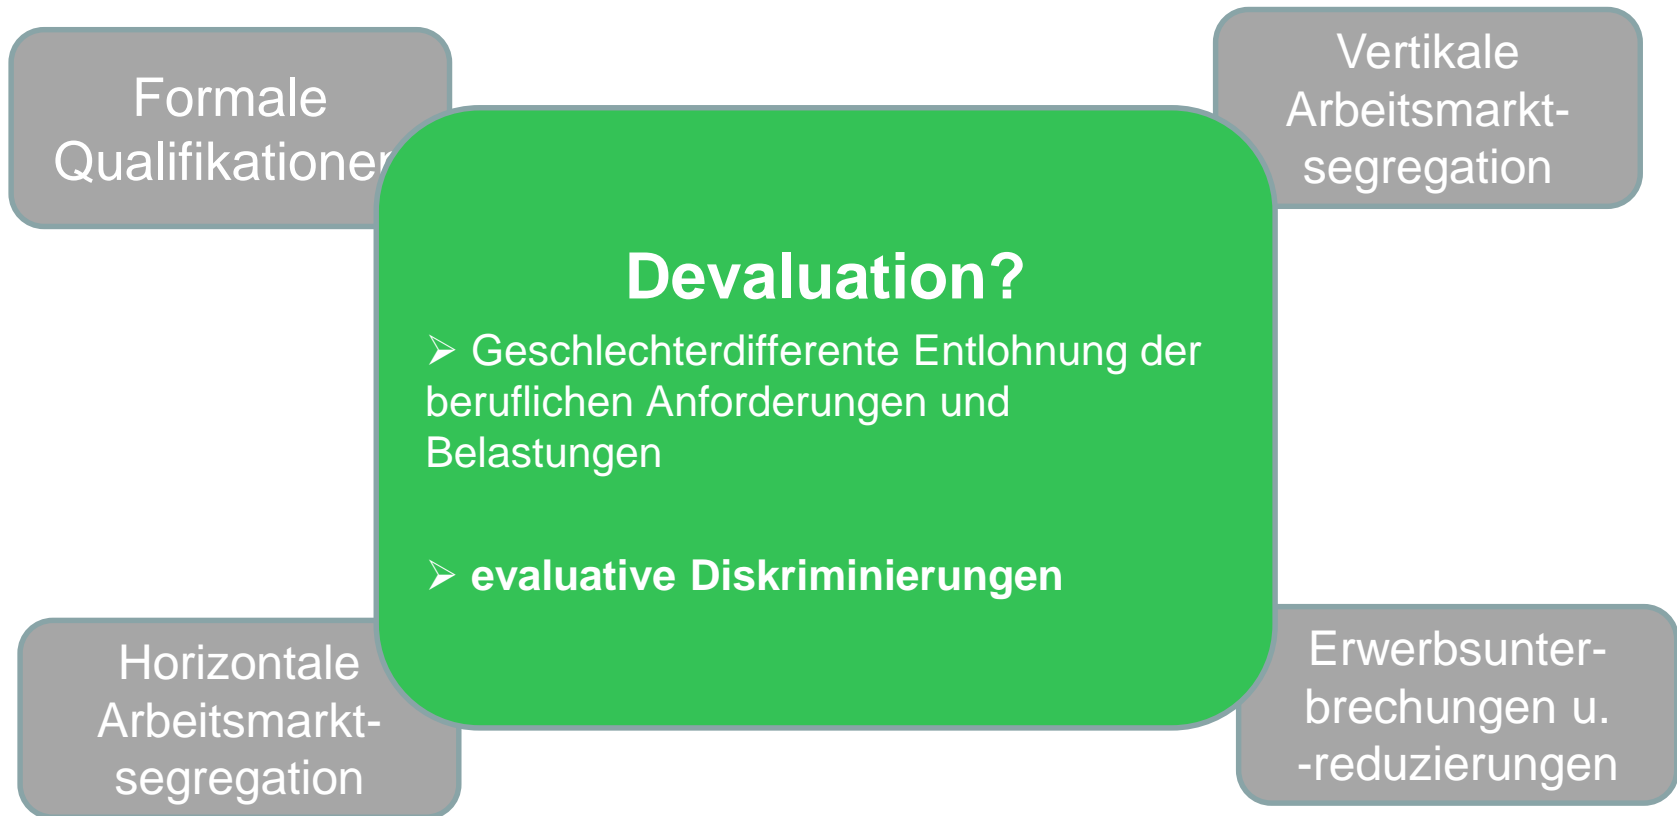 Formale
Qualifikationen
Vertikale
Arbeitsmarkt-
segregation
Devaluation?
➢ Geschlechterdifferente Entlohnung der
beruflichen Anforderungen und
Belastungen
➢ evaluative Diskriminierungen
Horizontale
Arbeitsmarkt-
segregation
Erwerbsunter-
brechungen u.
-reduzierungen